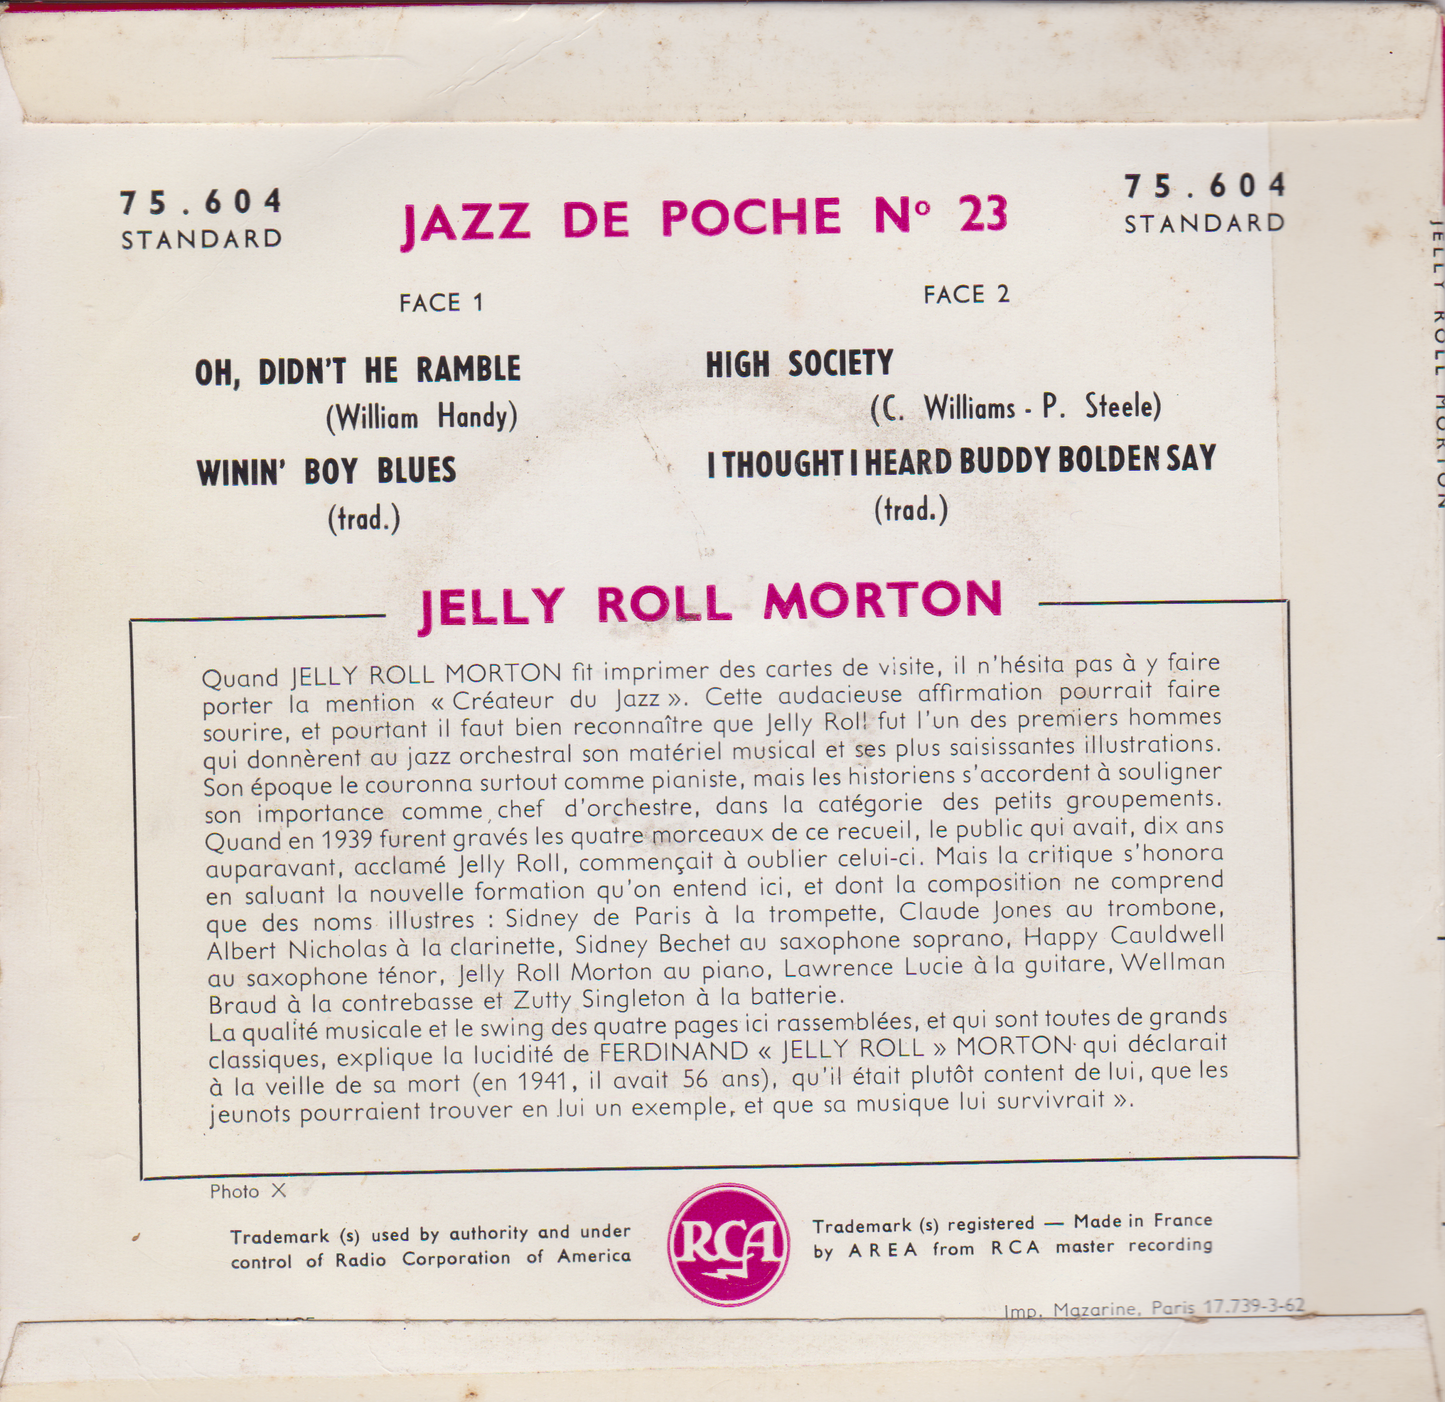 75.604
STANDARD
JAZZ DE POCHE Nº 23
75.604
STANDARD
FACE 1
OH, DIDN'T HE RAMBLE
(William Handy)
WININ' BOY BLUES
(trad.)
FACE 2
HIGH SOCIETY
(C. Williams - P. Steele)
I THOUGHT I HEARD BUDDY BOLDEN SAY
(trad.)
JELLY ROLL MORTON
JELLY ROLL MORTON
Quand JELLY ROLL MORTON fit imprimer des cartes de visite, il n'hésita pas à y faire
porter la mention « Créateur du Jazz ». Cette audacieuse affirmation pourrait faire
sourire, et pourtant il faut bien reconnaître que Jelly Roll fut l'un des premiers hommes
qui donnèrent au jazz orchestral son matériel musical et ses plus saisissantes illustrations.
Son époque le couronna surtout comme pianiste, mais les historiens s'accordent à souligner
son importance comme chef d'orchestre, dans la catégorie des petits groupements.
Quand en 1939 furent gravés les quatre morceaux de ce recueil, le public qui avait, dix ans
auparavant, acclamé Jelly Roll, commençait à oublier celui-ci. Mais la critique s'honora
en saluant la nouvelle formation qu'on entend ici, et dont la composition ne comprend
que des noms illustres : Sidney de Paris à la trompette, Claude Jones au trombone,
Albert Nicholas à la clarinette, Sidney Bechet au saxophone soprano, Happy Cauldwell
au saxophone ténor, Jelly Roll Morton au piano, Lawrence Lucie à la guitare, Wellman
Braud à la contrebasse et Zutty Singleton à la batterie.
La qualité musicale et le swing des quatre pages ici rassemblées, et qui sont toutes de grands
classiques, explique la lucidité de FERDINAND « JELLY ROLL » MORTON qui déclarait
à la veille de sa mort (en 1941, il avait 56 ans), qu'il était plutôt content de lui, que les
jeunots pourraient trouver en lui un exemple, et que sa musique lui survivrait ».
Photo X
Trademark (s) used by authority and under
control of Radio Corporation of America
RCA
Trademark (s) registered — Made in France
by AREA from RCA master recording
Imp. Mazarine, Paris 17.739-3-62